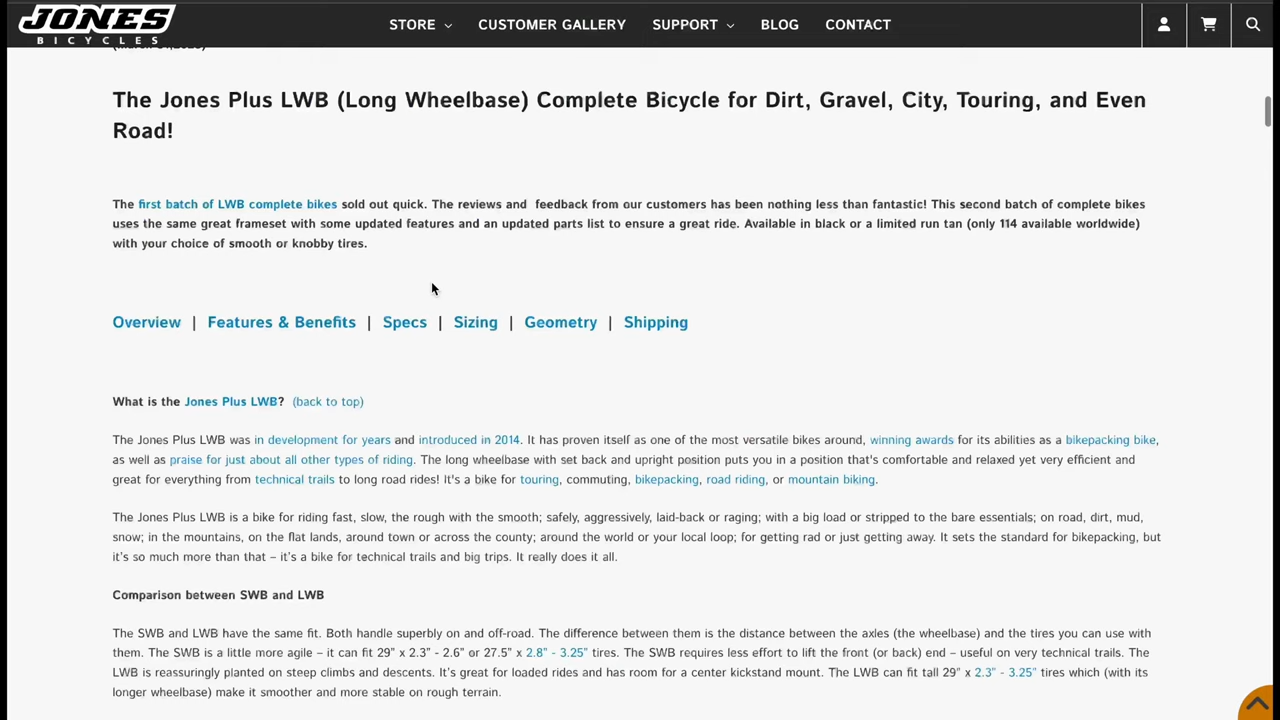 JONES
BICYCLES
STORE
CUSTOMER GALLERY
SUPPORT
BLOG
CONTACT
The Jones Plus LWB (Long Wheelbase) Complete Bicycle for Dirt, Gravel, City, Touring, and Even
Road!
The first batch of LWB complete bikes sold out quick. The reviews and feedback from our customers has been nothing less than fantastic! This second batch of complete bikes
uses the same great frameset with some updated features and an updated parts list to ensure a great ride. Available in black or a limited run tan (only 114 available worldwide)
with your choice of smooth or knobby tires.
Overview | Features & Benefits | Specs | Sizing | Geometry | Shipping
What is the Jones Plus LWB? (back to top)
The Jones Plus LWB was in development for years and introduced in 2014. It has proven itself as one of the most versatile bikes around, winning awards for its abilities as a bikepacking bike,
as well as praise for just about all other types of riding. The long wheelbase with set back and upright position puts you in a position that's comfortable and relaxed yet very efficient and
great for everything from technical trails to long road rides! It's a bike for touring, commuting, bikepacking, road riding, or mountain biking.
The Jones Plus LWB is a bike for riding fast, slow, the rough with the smooth; safely, aggressively, laid-back or raging; with a big load or stripped to the bare essentials; on road, dirt, mud,
snow; in the mountains, on the flat lands, around town or across the county; around the world or your local loop; for getting rad or just getting away. It sets the standard for bikepacking, but
it's so much more than that – it's a bike for technical trails and big trips. It really does it all.
Comparison between SWB and LWB
The SWB and LWB have the same fit. Both handle superbly on and off-road. The difference between them is the distance between the axles (the wheelbase) and the tires you can use with
them. The SWB is a little more agile – it can fit 29" x 2.3" - 2.6" or 27.5" x 2.8" - 3.25" tires. The SWB requires less effort to lift the front (or back) end – useful on very technical trails. The
LWB is reassuringly planted on steep climbs and descents. It's great for loaded rides and has room for a center kickstand mount. The LWB can fit tall 29" x 2.3" - 3.25" tires which (with its
longer wheelbase) make it smoother and more stable on rough terrain.